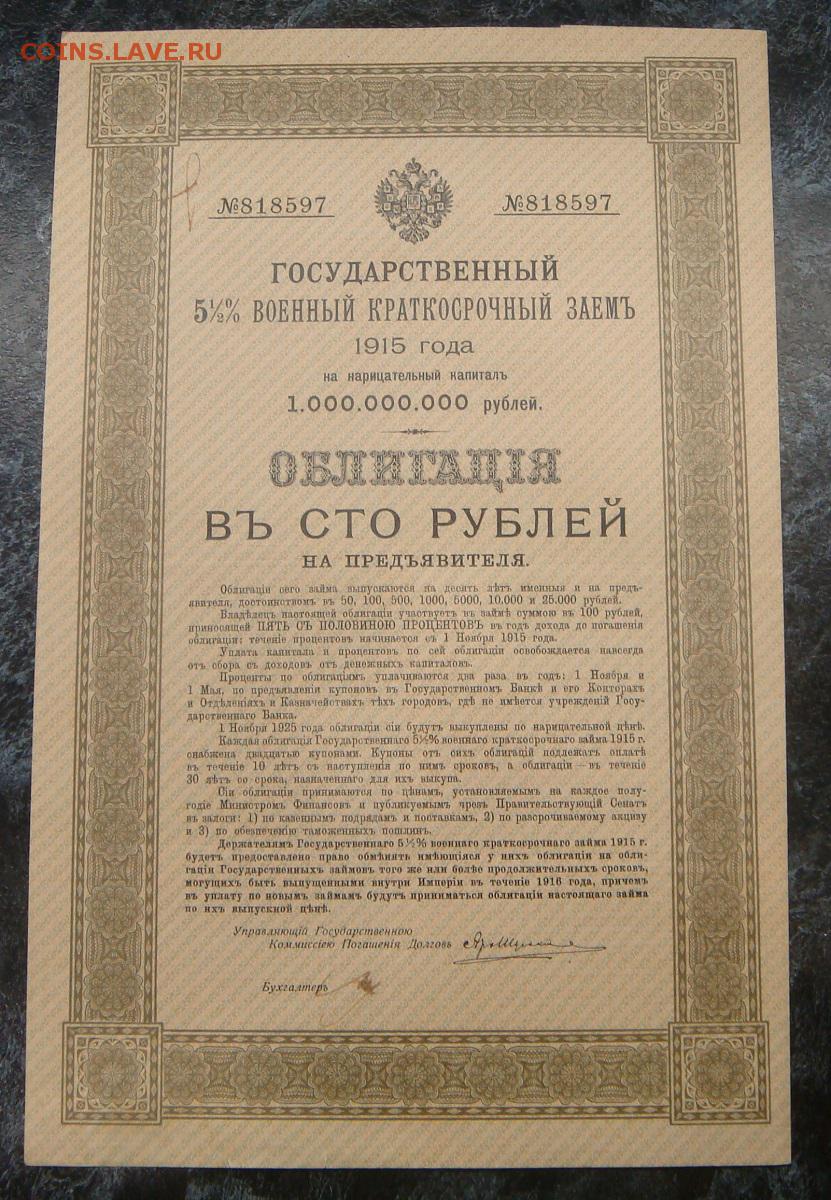 COINS.LAVE.RU
№818597 №818597
ГОСУДАРСТВЕННЫЙ
5½% ВОЕННЫЙ КРАТКОСРОЧНЫЙ ЗАЕМЪ
1915 года
на нарицательный капиталъ
1.000.000.000 рублей.
ОБЛИГАЦІЯ
ВЪ СТО РУБЛЕЙ
НА ПРЕДЪЯВИТЕЛЯ.
Облигаціи сего займа выпускаются на десять лѣтъ именныя и на предъ-
явителя, достоинствомъ въ 50, 100, 500, 1000, 5000, 10.000 и 25.000 рублей.
Владѣлецъ настоящей облигаціи участвуетъ въ займѣ суммою въ 100 рублей,
приносящей ПЯТЬ СЪ ПОЛОВИНОЮ ПРОЦЕНТОВЪ въ годъ дохода до погашенія
облигаціи; теченіе процентовъ начинается съ 1 Ноября 1915 года.
Уплата капитала и процентовъ по сей облигаціи освобождается навсегда
отъ сбора съ доходовъ отъ денежныхъ капиталовъ.
Проценты по облигаціямъ уплачиваются два раза въ годъ: 1 Ноября и
1 Мая, по предъявленіи купоновъ въ Государственномъ Банкѣ и его Конторахъ
и Отдѣленіяхъ и Казначействахъ тѣхъ городовъ, гдѣ не имѣется учрежденій Госу-
дарственнаго Банка.
1 Ноября 1925 года облигаціи сіи будутъ выкуплены по нарицательной цѣнѣ.
Каждая облигація Государственнаго 5½% военнаго краткосрочнаго займа 1915 г.
снабжена двадцатью купонами. Купоны отъ сихъ облигацій подлежатъ оплатѣ
въ теченіе 10 лѣтъ съ наступленія по нимъ сроковъ, а облигаціи—въ теченіе
30 лѣтъ со срока, назначеннаго для ихъ выкупа.
Сіи облигаціи принимаются по цѣнамъ, установляемымъ на каждое полу-
годіе Министромъ Финансовъ и публикуемымъ чрезъ Правительствующій Сенатъ
въ залоги: 1) по казеннымъ подрядамъ и поставкамъ, 2) по разсрочиваемому акцизу
и 3) по обезпеченію таможенныхъ пошлинъ.
Держателямъ Государственнаго 5½% военнаго краткосрочнаго займа 1915 г.
будетъ предоставлено право обмѣнять имѣющіяся у нихъ облигаціи на обли-
гаціи Государственныхъ займовъ того же или болѣе продолжительныхъ сроковъ,
могущихъ быть выпущенными внутри Имперіи въ теченіе 1916 года, причемъ
въ уплату по новымъ займамъ будутъ приниматься облигаціи настоящаго займа
по ихъ выпускной цѣнѣ.
Управляющій Государственною
Коммиссіею Погашенія Долговъ
Бухгалтеръ